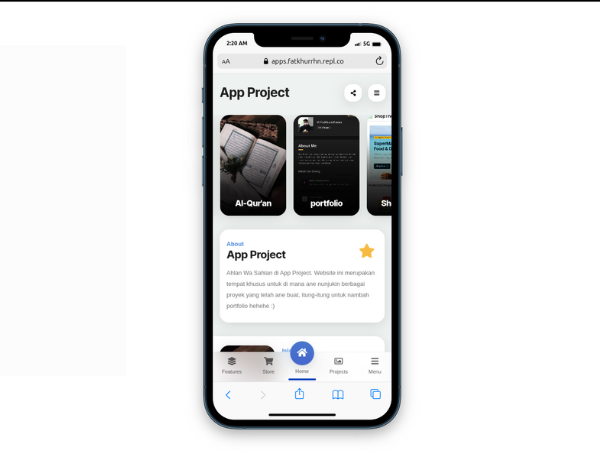 2:20 AM
5G
AA apps.fatkhurrhn.repl.co
App Project
Al-Qur'an
About Me
portfolio
Sh
About
App Project
Ahlan Wa Sahlan di App Project. Website ini merupakan
tempat khusus untuk di mana ane nunjukin berbagai
proyek yang telah ane buat, itung-itung untuk nambah
portfolio hehehe :)
Features
Store
Home
Projects
Menu